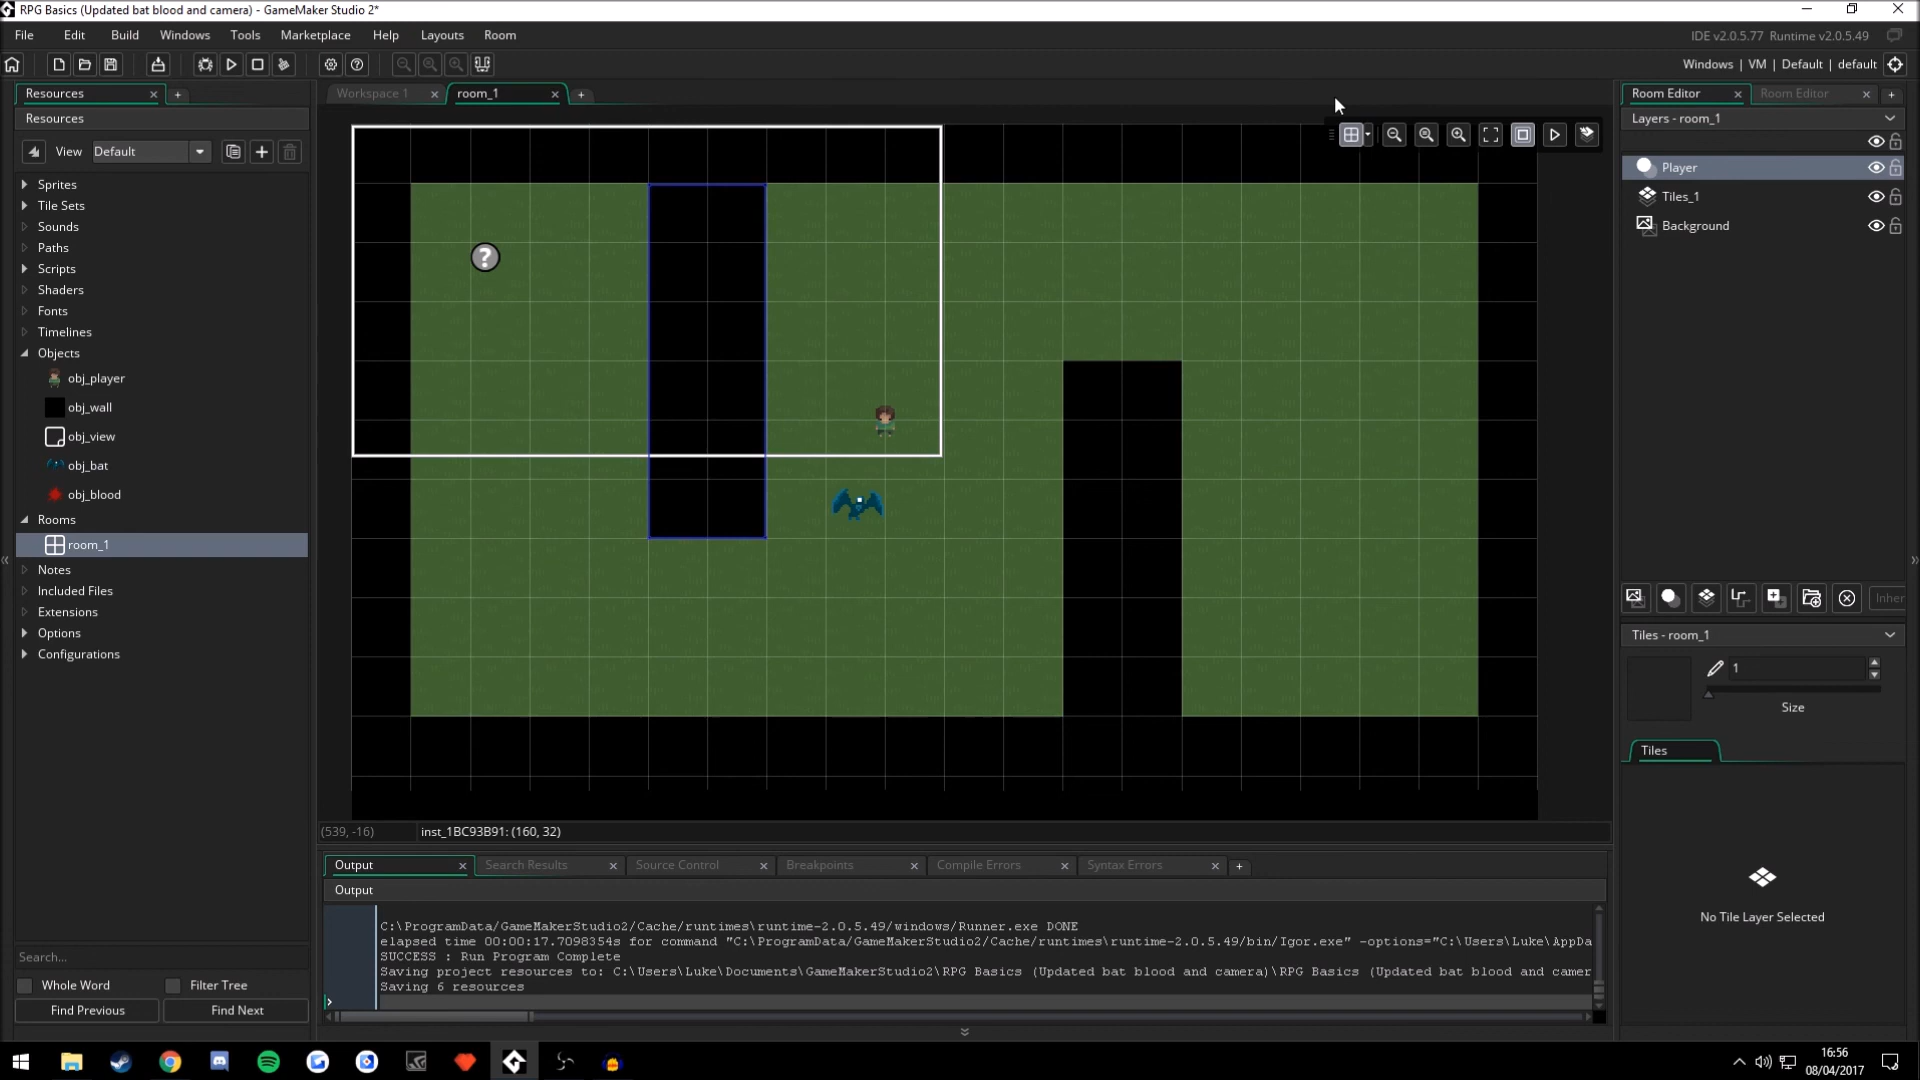 RPG Basics (Updated bat blood and camera) - GameMaker Studio 2*
File Edit Build Windows Tools Marketplace Help Layouts Room
IDE v2.0.5.77 Runtime v2.0.5.49
Windows | VM | Default | default
Resources
Workspace 1
room_1
Room Editor
Room Editor
Resources
Layers - room_1
View Default
Player
Tiles_1
Background
Sprites
Tile Sets
Sounds
Paths
Scripts
Shaders
Fonts
Timelines
Objects
obj_player
obj_wall
obj_view
obj_bat
obj_blood
Rooms
room_1
Notes
Included Files
Extensions
Options
Configurations
?
Inher
Tiles - room_1
1
Size
Tiles
No Tile Layer Selected
(539, -16) inst_1BC93B91: (160, 32)
Output Search Results Source Control Breakpoints Compile Errors Syntax Errors
Output
C:\ProgramData/GameMakerStudio2/Cache/runtimes\runtime-2.0.5.49/windows/Runner.exe DONE
elapsed time 00:00:17.7098354s for command "C:\ProgramData/GameMakerStudio2/Cache/runtimes\runtime-2.0.5.49/bin/Igor.exe" -options="C:\Users\Luke\AppDa
SUCCESS : Run Program Complete
Saving project resources to: C:\Users\Luke\Documents\GameMakerStudio2\RPG Basics (Updated bat blood and camera)\RPG Basics (Updated bat blood and camer
Saving 6 resources
Search...
Whole Word Filter Tree
Find Previous Find Next
16:56
08/04/2017